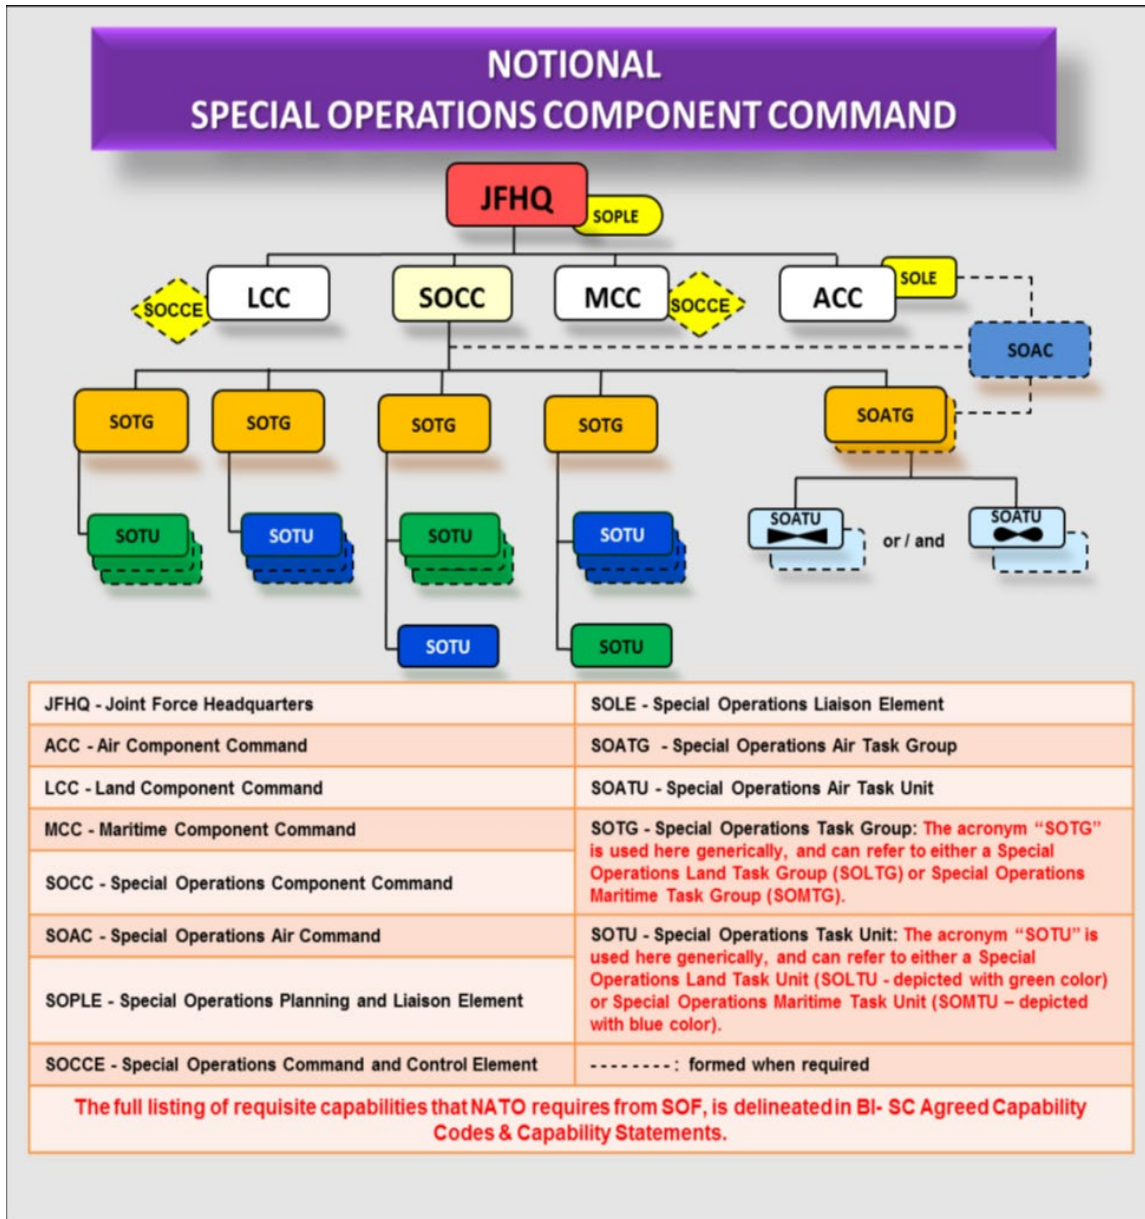 NOTIONAL
SPECIAL OPERATIONS COMPONENT COMMAND
JFHQ
SOPLE
SOCCE
LCC
SOCC
MCC
SOCCE
ACC
SOLE
SOAC
SOTG
SOTG
SOTG
SOTG
SOATG
SOTU
SOTU
SOTU
SOTU
SOATU
or / and
SOATU
SOTU
SOTU
JFHQ - Joint Force Headquarters
SOLE - Special Operations Liaison Element
ACC - Air Component Command
SOATG - Special Operations Air Task Group
LCC - Land Component Command
SOATU - Special Operations Air Task Unit
MCC - Maritime Component Command
SOCC - Special Operations Component Command
SOTG - Special Operations Task Group: The acronym “SOTG”
is used here generically, and can refer to either a Special
Operations Land Task Group (SOLTG) or Special Operations
Maritime Task Group (SOMTG).
SOAC - Special Operations Air Command
SOPLE - Special Operations Planning and Liaison Element
SOTU - Special Operations Task Unit: The acronym “SOTU” is
used here generically, and can refer to either a Special
Operations Land Task Unit (SOLTU - depicted with green color)
or Special Operations Maritime Task Unit (SOMTU – depicted
with blue color).
SOCCE - Special Operations Command and Control Element
- - - - - - - - : formed when required
The full listing of requisite capabilities that NATO requires from SOF, is delineated in BI- SC Agreed Capability
Codes & Capability Statements.